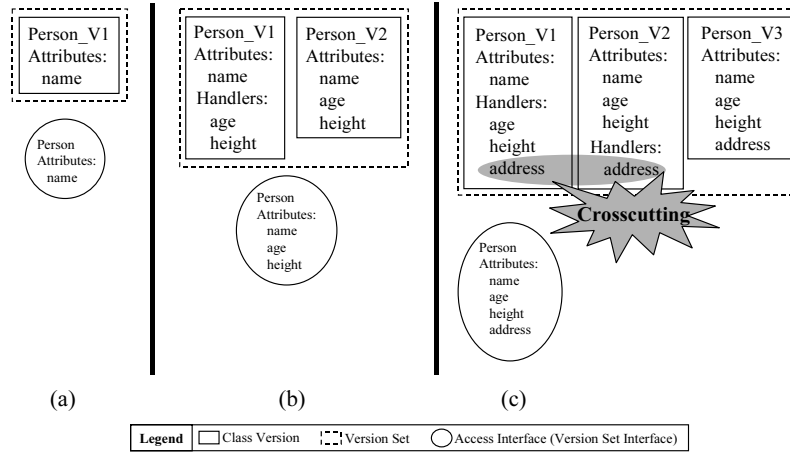 Person_V1
Attributes:
name
Person
Attributes:
name
(a)
Person_V1
Attributes:
name
Handlers:
age
height
Person_V2
Attributes:
name
age
height
Person
Attributes:
name
age
height
(b)
Person_V1
Attributes:
name
Handlers:
age
height
address
Person_V2
Attributes:
name
age
height
Handlers:
address
Person_V3
Attributes:
name
age
height
address
Crosscutting
Person
Attributes:
name
age
height
address
(c)
Legend Class Version Version Set Access Interface (Version Set Interface)